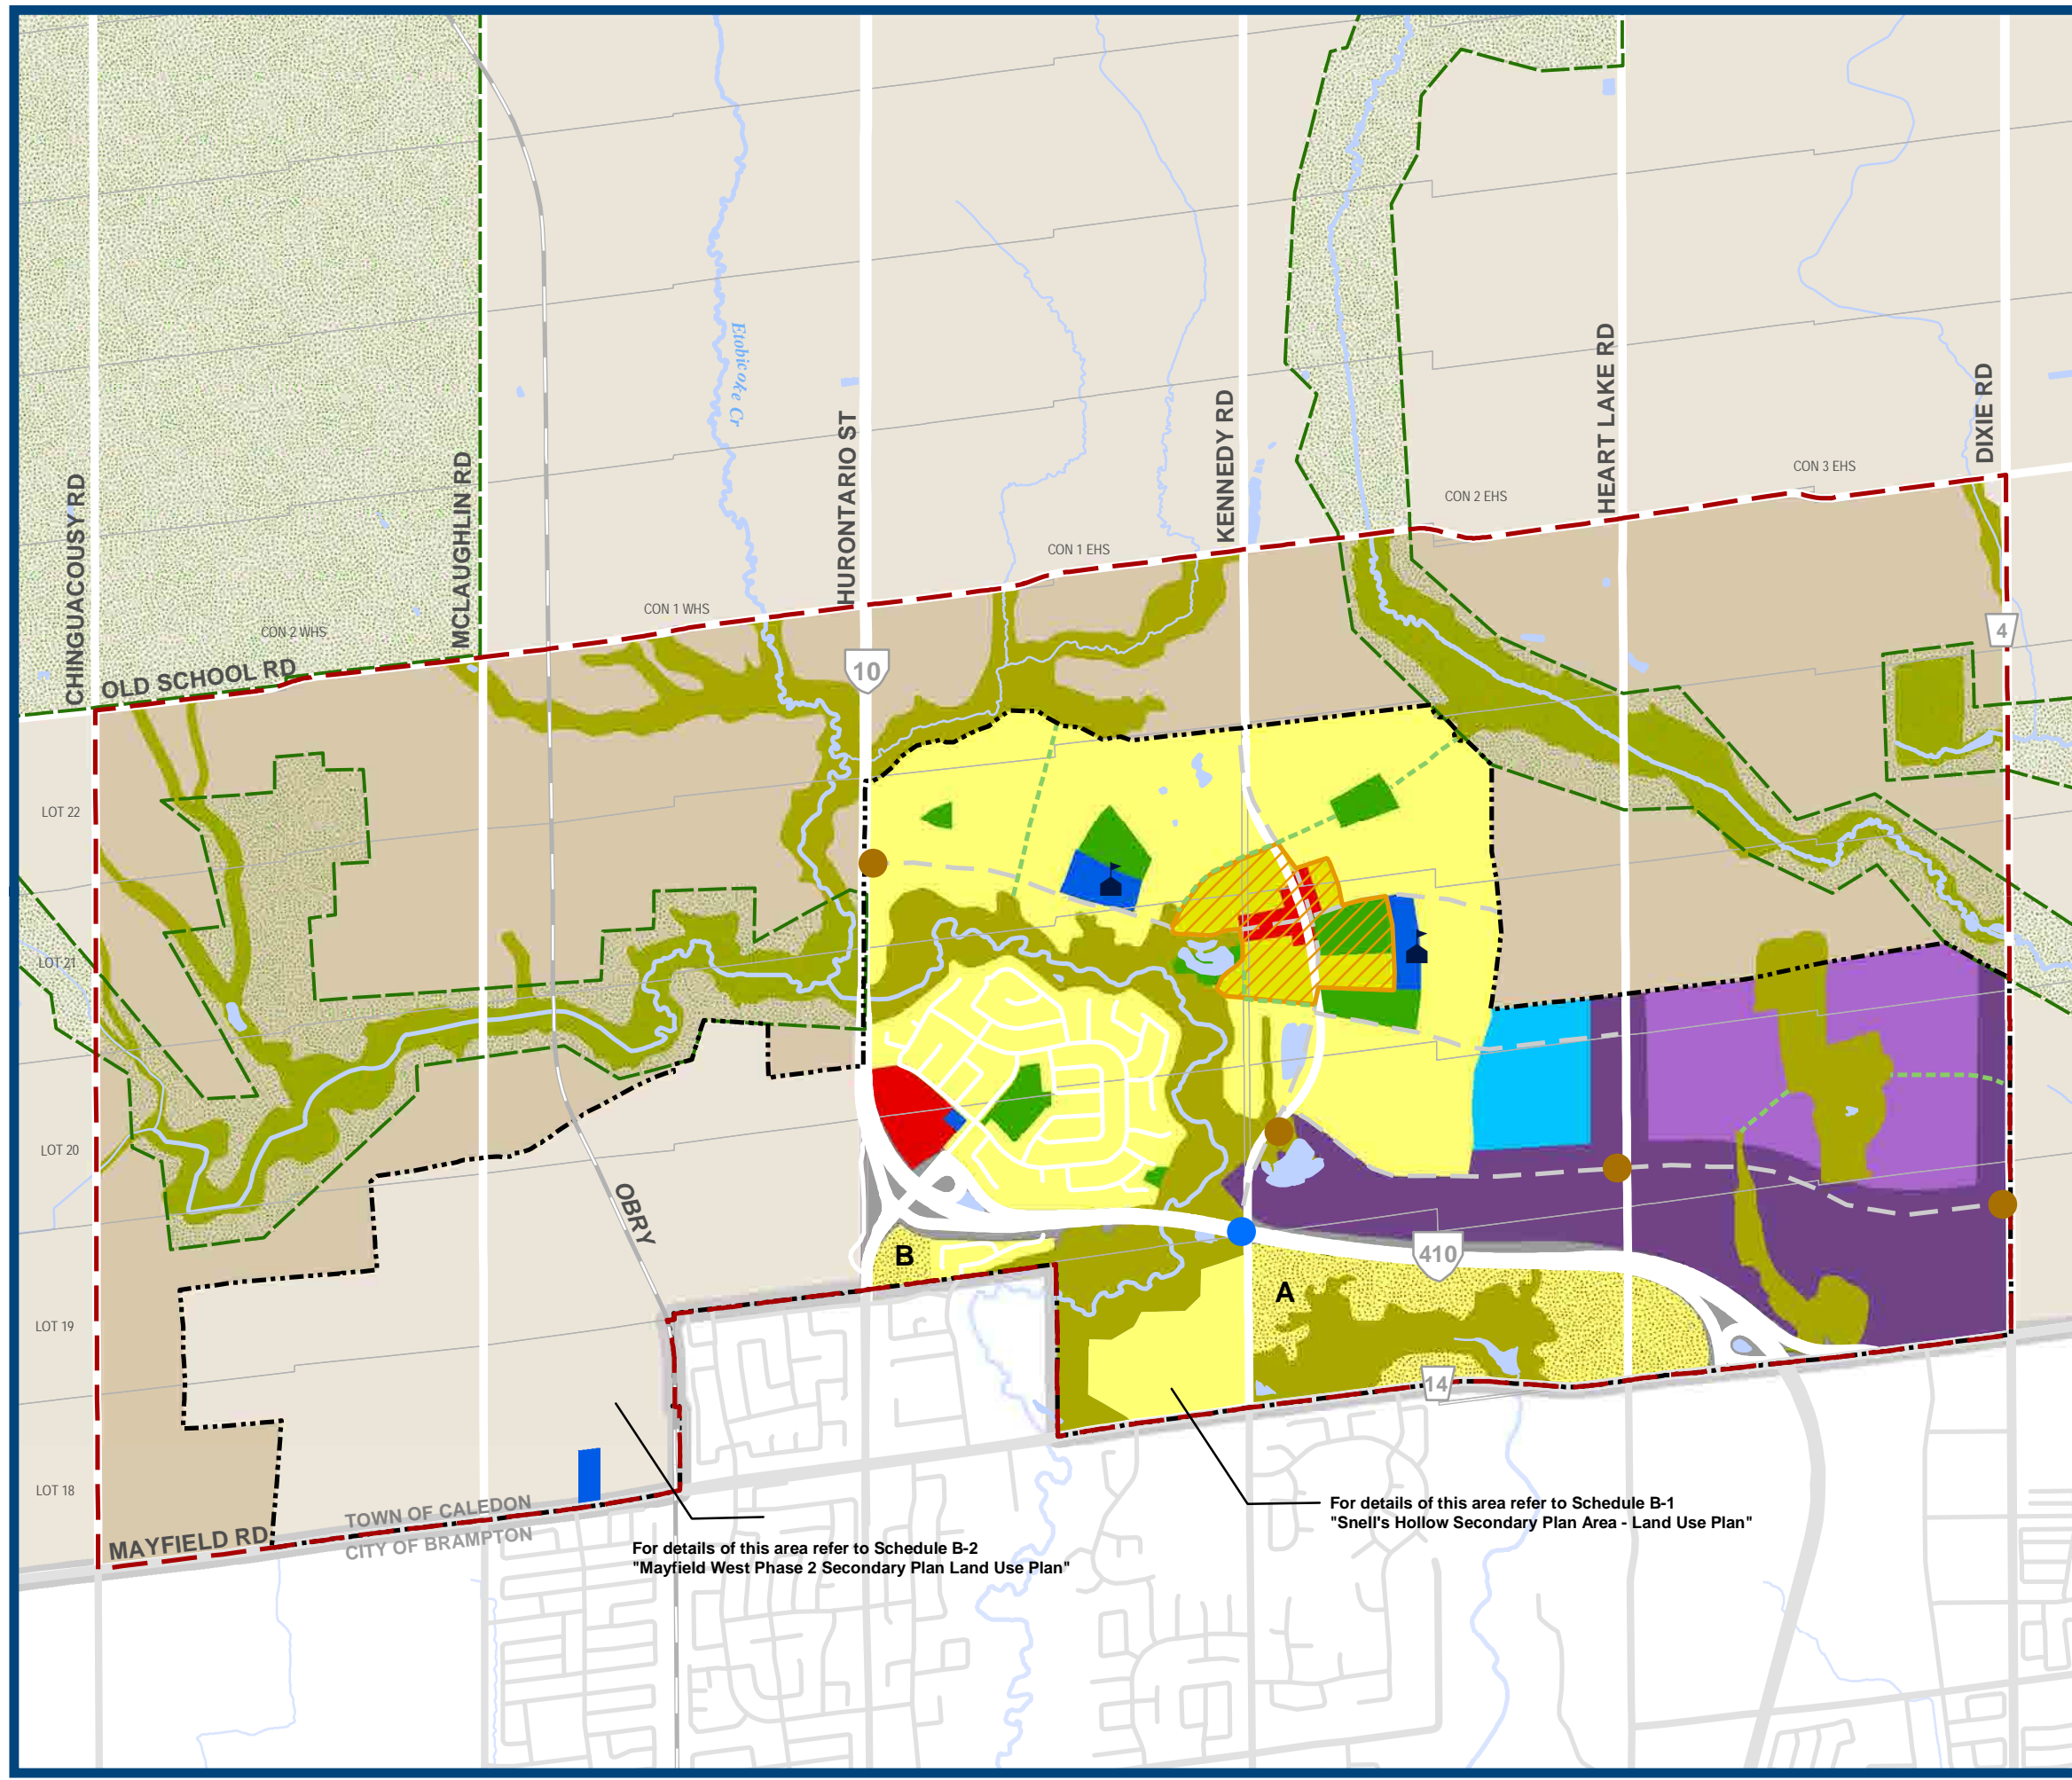 Etobicoke Cr
CHINGUACOUSY RD
MCLAUGHLIN RD
HURONTARIO ST
KENNEDY RD
HEART LAKE RD
DIXIE RD
CON 3 EHS
CON 2 EHS
CON 1 EHS
CON 1 WHS
CON 2 WHS
OLD SCHOOL RD
4
10
LOT 22
LOT 21
LOT 20
OBRY
B
410
A
LOT 19
14
LOT 18
TOWN OF CALEDON
CITY OF BRAMPTON
MAYFIELD RD
For details of this area refer to Schedule B-1
"Snell's Hollow Secondary Plan Area - Land Use Plan"
For details of this area refer to Schedule B-2
"Mayfield West Phase 2 Secondary Plan Land Use Plan"